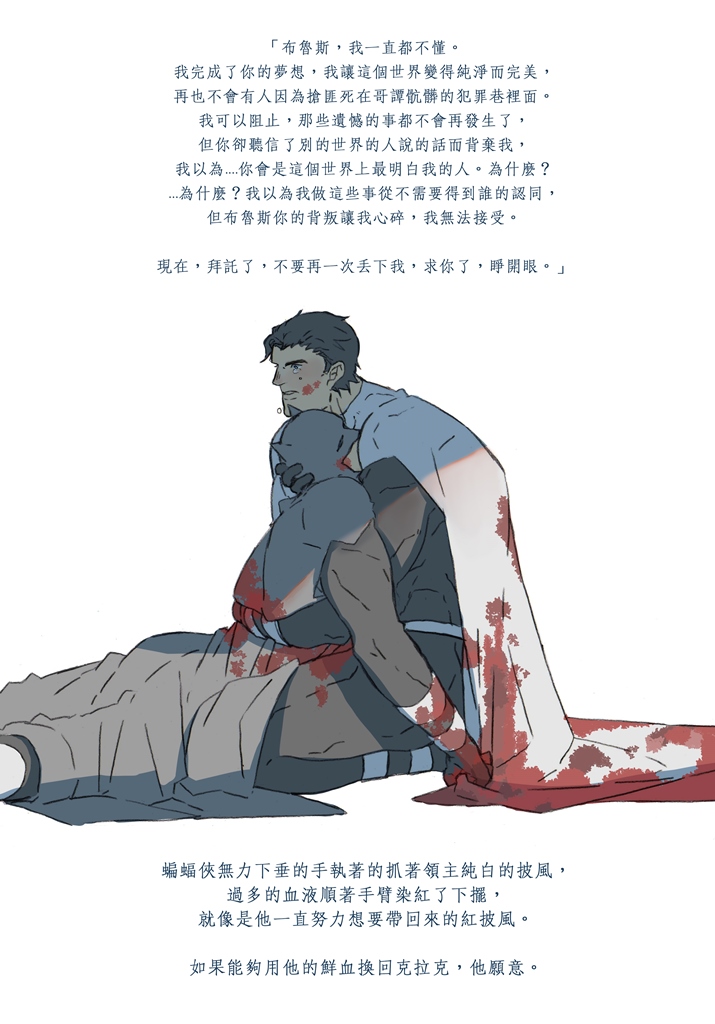 「布魯斯，我一直都不懂。
我完成了你的夢想，我讓這個世界變得純淨而完美，
再也不會有人因為搶匪死在哥譚骯髒的犯罪巷裡面。
我可以阻止，那些遺憾的事都不會再發生了，
但你卻聽信了別的世界的人說的話而背棄我，
我以為....你會是這個世界上最明白我的人。為什麼？
...為什麼？我以為我做這些事從不需要得到誰的認同，
但布魯斯你的背叛讓我心碎，我無法接受。
現在，拜託了，不要再一次丟下我，求你了，睜開眼。」
蝙蝠俠無力下垂的手執著的抓著領主純白的披風，
過多的血液順著手臂染紅了下擺，
就像是他一直努力想要帶回來的紅披風。
如果能夠用他的鮮血換回克拉克，他願意。